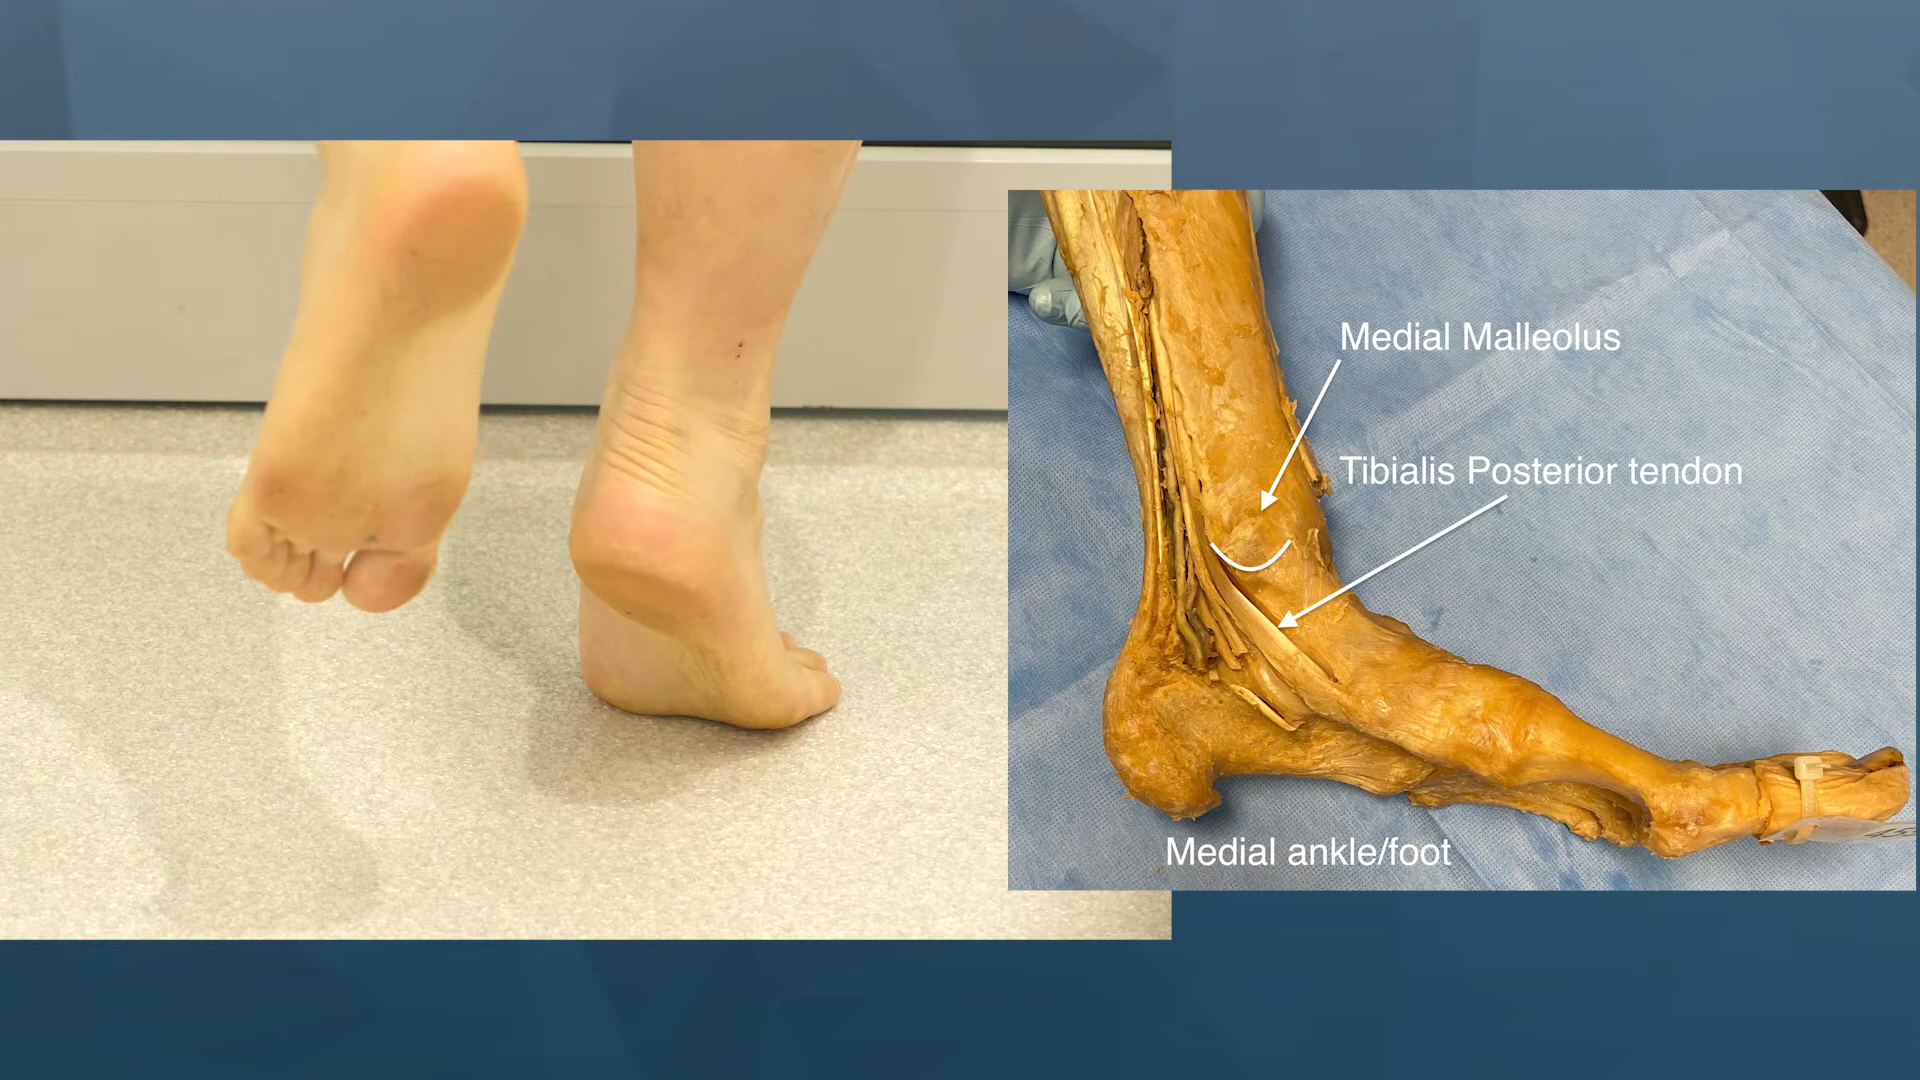 Medial Malleolus
Tibialis Posterior tendon
Medial ankle/foot